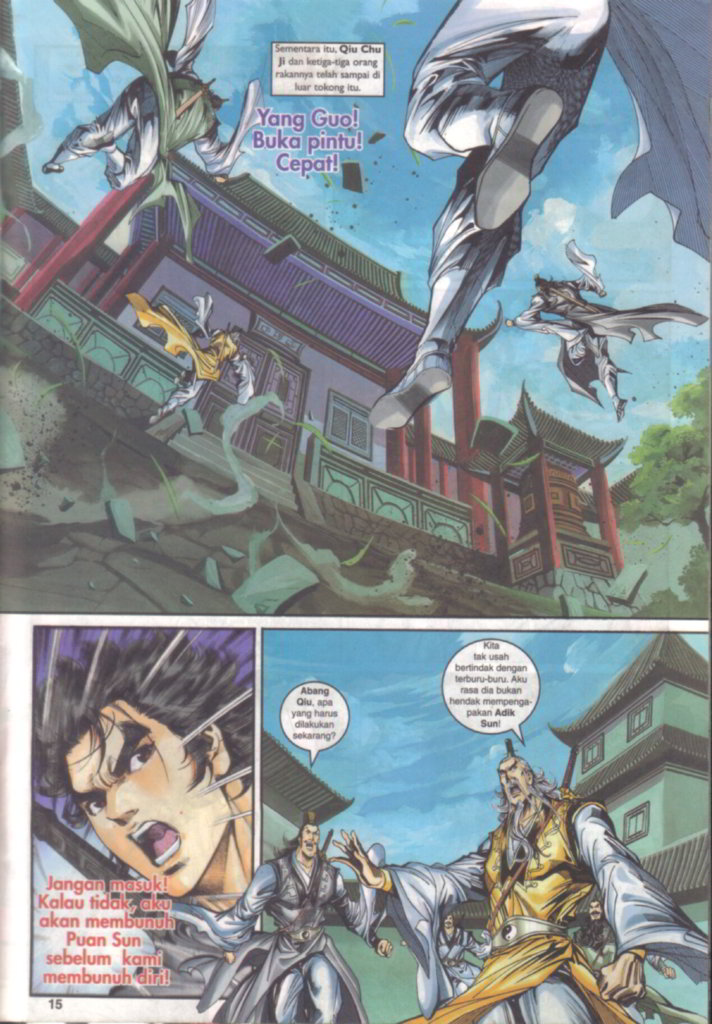 Sementara itu, Qiu Chu
Ji dan ketiga-tiga orang
rakannya telah sampai di
luar tokong itu.
Yang Guo!
Buka pintu!
Cepat!
Jangan masuk!
Kalau tidak, aku
akan membunuh
Puan Sun
sebelum kami
membunuh diri!
Abang
Qiu, apa
yang harus
dilakukan
sekarang?
Kita
tak usah
bertindak dengan
terburu-buru. Aku
rasa dia bukan
hendak mempenga-
pakan Adik
Sun!
15